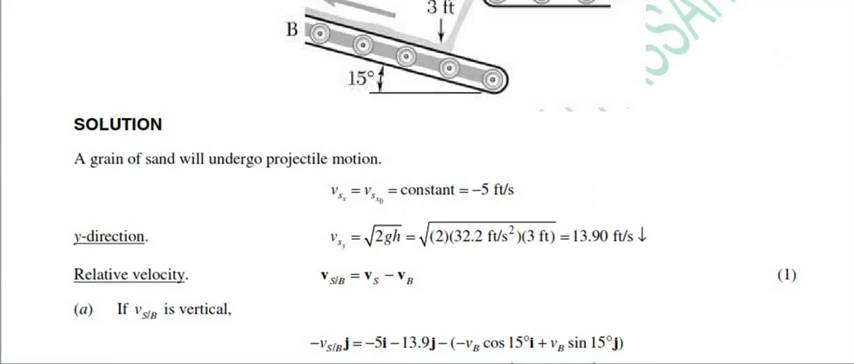 3 ft
B
15°
SOLUTION
A grain of sand will undergo projectile motion.
v_{s_x} = v_{s_{x_0}} = constant = −5 ft/s
y-direction. v_{s_y} = √2gh = √(2)(32.2 ft/s²)(3 ft) = 13.90 ft/s ↓
Relative velocity. v_{S/B} = v_S − v_B (1)
(a) If v_{S/B} is vertical,
−v_{S/B}j = −5i − 13.9j − (−v_B cos 15°i + v_B sin 15°j)